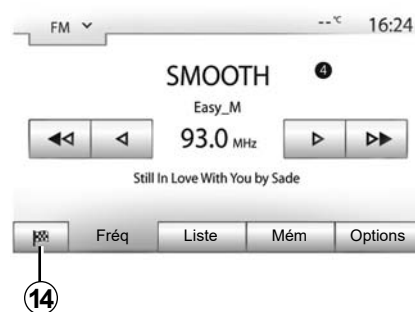 FM --°C 16:24
SMOOTH 4
Easy_M
93.0 MHz
Still In Love With You by Sade
Fréq Liste Mém Options
14